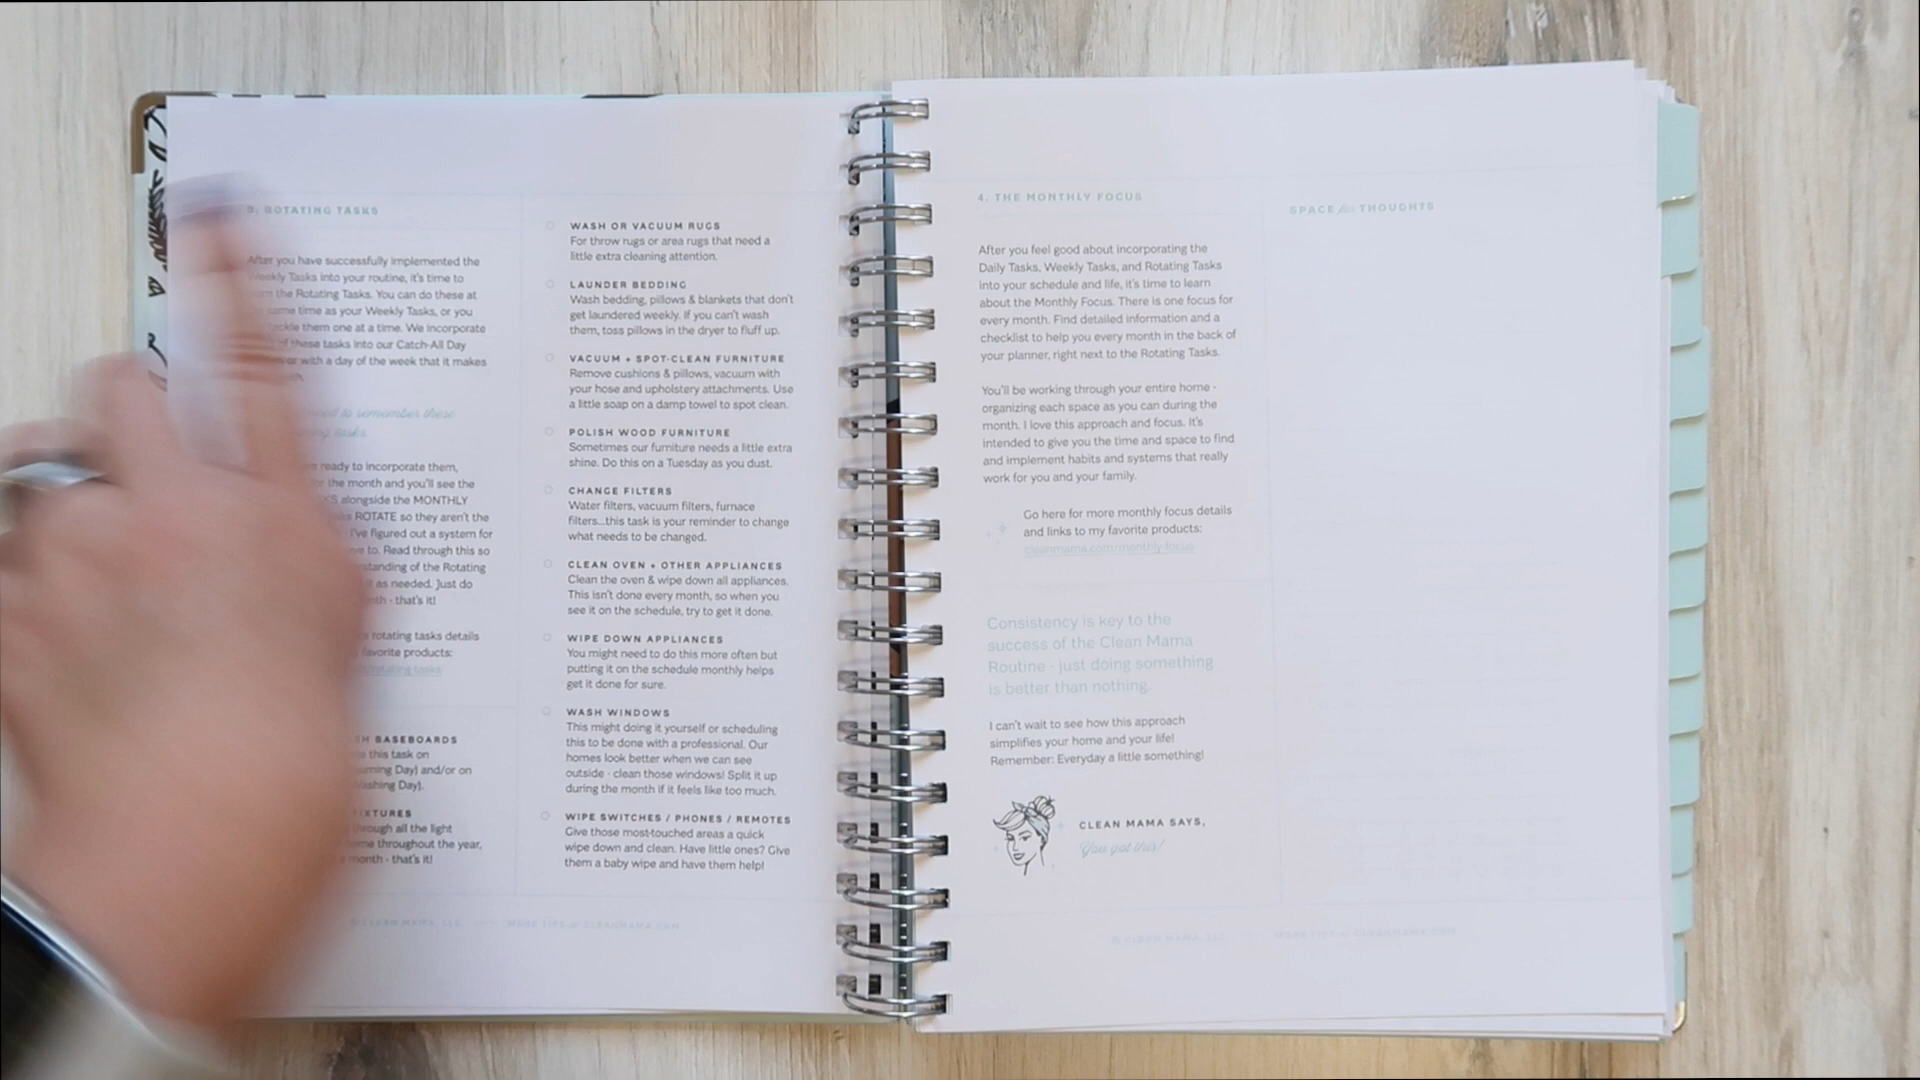 ROTATING TASKS
After you have successfully implemented the
Weekly Tasks into your routine, it's time to
the Rotating Tasks. You can do these at
time as your Weekly Tasks, or you
tackle them one at a time. We incorporate
of these tasks into our Catch-All Day
or with a day of the week that it makes
to remember these
tasks.
ready to incorporate them,
for the month and you'll see the
alongside the MONTHLY
ROTATE so they aren't the
I've figured out a system for
to. Read through this so
of the Rotating
it as needed. Just do
- that's it!
rotating tasks details
favorite products:
rotating-tasks
BASEBOARDS
this task on
Day) and/or on
Day).
through all the light
throughout the year,
month - that's it!
WASH OR VACUUM RUGS
For throw rugs or area rugs that need a
little extra cleaning attention.
LAUNDER BEDDING
Wash bedding, pillows & blankets that don't
get laundered weekly. If you can't wash
them, toss pillows in the dryer to fluff up.
VACUUM + SPOT-CLEAN FURNITURE
Remove cushions & pillows, vacuum with
your hose and upholstery attachments. Use
a little soap on a damp towel to spot clean.
POLISH WOOD FURNITURE
Sometimes our furniture needs a little extra
shine. Do this on a Tuesday as you dust.
CHANGE FILTERS
Water filters, vacuum filters, furnace
filters...this task is your reminder to change
what needs to be changed.
CLEAN OVEN + OTHER APPLIANCES
Clean the oven & wipe down all appliances.
This isn't done every month, so when you
see it on the schedule, try to get it done.
WIPE DOWN APPLIANCES
You might need to do this more often but
putting it on the schedule monthly helps
get it done for sure.
WASH WINDOWS
This might doing it yourself or scheduling
this to be done with a professional. Our
homes look better when we can see
outside - clean those windows! Split it up
during the month if it feels like too much.
WIPE SWITCHES / PHONES / REMOTES
Give those most-touched areas a quick
wipe down and clean. Have little ones? Give
them a baby wipe and have them help!
© CLEAN MAMA, LLC
MORE TIPS at CLEANMAMA.COM
4. THE MONTHLY FOCUS
After you feel good about incorporating the
Daily Tasks, Weekly Tasks, and Rotating Tasks
into your schedule and life, it's time to learn
about the Monthly Focus. There is one focus for
every month. Find detailed information and a
checklist to help you every month in the back of
your planner, right next to the Rotating Tasks.
You'll be working through your entire home -
organizing each space as you can during the
month. I love this approach and focus. It's
intended to give you the time and space to find
and implement habits and systems that really
work for you and your family.
Go here for more monthly focus details
and links to my favorite products:
cleanmama.com/monthly-focus
Consistency is key to the
success of the Clean Mama
Routine - just doing something
is better than nothing.
I can't wait to see how this approach
simplifies your home and your life!
Remember: Everyday a little something!
CLEAN MAMA SAYS,
You got this!
SPACE for THOUGHTS
© CLEAN MAMA, LLC
MORE TIPS at CLEANMAMA.COM